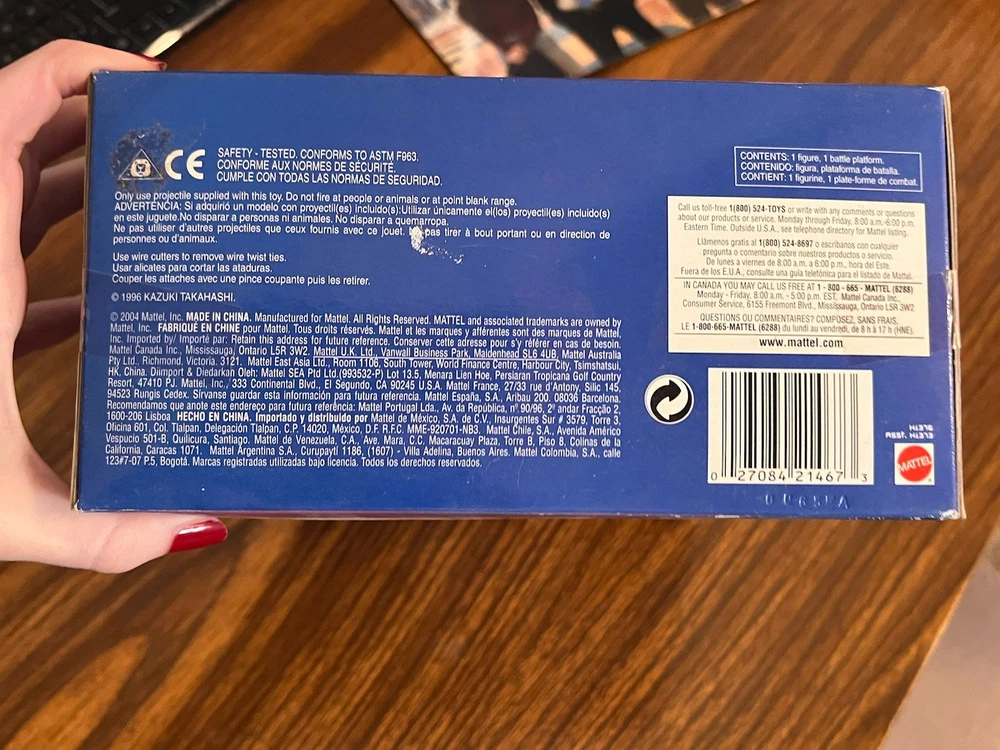 CE
SAFETY - TESTED. CONFORMS TO ASTM F963.
CONFORME AUX NORMES DE SÉCURITÉ.
CUMPLE CON TODAS LAS NORMAS DE SEGURIDAD.
Only use projectile supplied with this toy. Do not fire at people or animals or at point blank range.
ADVERTENCIA: Si adquirió un modelo con proyectil(es) incluido(s):Utilizar únicamente el(los) proyectil(es) incluido(s)
en este juguete.No disparar a personas ni animales. No disparar a quemarropa.
Ne pas utiliser d'autres projectiles que ceux fournis avec ce jouet. pas tirer à bout portant ou en direction de
personnes ou d'animaux.
Use wire cutters to remove wire twist ties.
Usar alicates para cortar las ataduras.
Couper les attaches avec une pince coupante puis les retirer.
© 1996 KAZUKI TAKAHASHI.
© 2004 Mattel, Inc. MADE IN CHINA. Manufactured for Mattel. All Rights Reserved. MATTEL and associated trademarks are owned by
Mattel, Inc. FABRIQUÉ EN CHINE pour Mattel. Tous droits réservés. Mattel et les marques y afférentes sont des marques de Mattel,
Inc. Imported by/ Importé par: Retain this address for future reference. Conserver cette adresse pour s'y référer en cas de besoin.
Mattel Canada Inc., Mississauga, Ontario L5R 3W2. Mattel U.K. Ltd., Vanwall Business Park, Maidenhead SL6 4UB. Mattel Australia
Pty Ltd., Richmond, Victoria. 3121. Mattel East Asia Ltd., Room 1106, South Tower, World Finance Centre, Harbour City, Tsimshatsui,
HK, China. Diimport & Diedarkan Oleh: Mattel SEA Ptd Ltd.(993532-P) Lot 13.5, Menara Lien Hoe, Persiaran Tropicana Golf Country
Resort, 47410 PJ. Mattel, Inc., 333 Continental Blvd., El Segundo, CA 90245 U.S.A. Mattel France, 27/33 rue d'Antony, Silic 145,
94523 Rungis Cedex. Sírvanse guardar esta información para futura referencia. Mattel España, S.A., Aribau 200. 08036 Barcelona.
Recomendamos que anote este endereço para futura referência: Mattel Portugal Lda., Av. da República, nº 90/96, 2º andar Fracção 2,
1600-206 Lisboa. HECHO EN CHINA. Importado y distribuido por Mattel de México, S.A. de C.V., Insurgentes Sur # 3579, Torre 3,
Oficina 601, Col. Tlalpan, Delegación Tlalpan, C.P. 14020, México, D.F. R.F.C. MME-920701-NB3. Mattel Chile, S.A., Avenida Américo
Vespucio 501-B, Quilicura, Santiago. Mattel de Venezuela, C.A., Ave. Mara, C.C. Macaracuay Plaza, Torre B, Piso 8. Colinas de la
California, Caracas 1071. Mattel Argentina S.A., Curupaytí 1186, (1607) - Villa Adelina, Buenos Aires. Mattel Colombia, S.A., calle
123#7-07 P.5, Bogotá. Marcas registradas utilizadas bajo licencia. Todos los derechos reservados.
CONTENTS: 1 figure, 1 battle platform.
CONTENIDO: figura, plataforma de batalla.
CONTIENT: 1 figurine, 1 plate-forme de combat.
Call us toll-free 1(800) 524-TOYS or write with any comments or questions
about our products or service. Monday through Friday, 8:00 a.m.-6:00 p.m.
Eastern Time. Outside U.S.A., see telephone directory for Mattel listing.
Llámenos gratis al 1(800) 524-8697 o escríbanos con cualquier
pregunta o comentario sobre nuestros productos o servicio.
De lunes a viernes de 8:00 a.m. a 6:00 p.m., hora del Este.
Fuera de los E.U.A., consulte una guía telefónica para el listado de Mattel.
IN CANADA YOU MAY CALL US FREE AT 1 - 800 - 665 - MATTEL (6288)
Monday - Friday, 8:00 a.m. - 5:00 p.m. EST. Mattel Canada Inc.,
Consumer Service, 6155 Freemont Blvd., Mississauga, Ontario L5R 3W2
QUESTIONS OU COMMENTAIRES? COMPOSEZ, SANS FRAIS,
LE 1-800-665-MATTEL (6288) du lundi au vendredi, de 8 h à 17 h (HNE).
www.mattel.com
0 27084 21467 3
H1376
Asst. H1373
MATTEL